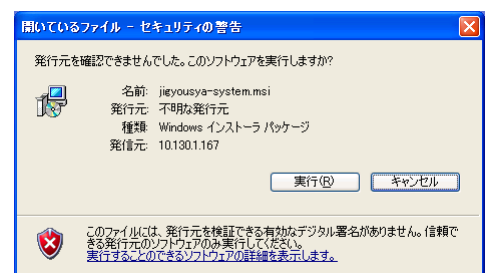 開いているファイル - セキュリティの警告
発行元を確認できませんでした。このソフトウェアを実行しますか?
名前: jigyousya-system.msi
発行元: 不明な発行元
種類: Windows インストーラ パッケージ
発信元: 10.130.1.167
実行(R) キャンセル
このファイルには、発行元を検証できる有効なデジタル署名がありません。信頼で
きる発行元のソフトウェアのみ実行してください。
実行することのできるソフトウェアの詳細を表示します。